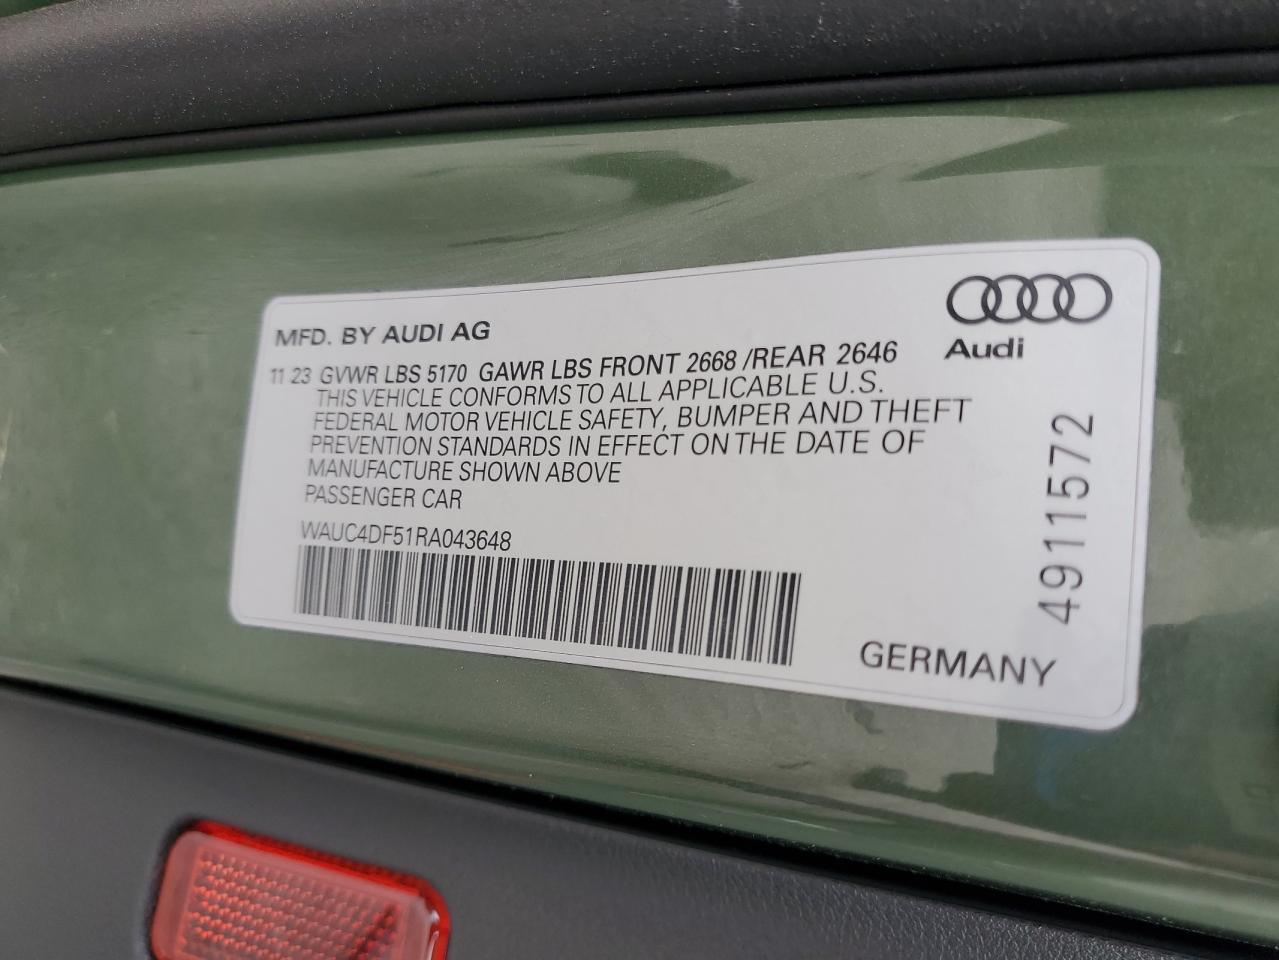 MFD. BY AUDI AG
Audi
11 23 GVWR LBS 5170 GAWR LBS FRONT 2668 /REAR 2646
THIS VEHICLE CONFORMS TO ALL APPLICABLE U.S.
FEDERAL MOTOR VEHICLE SAFETY, BUMPER AND THEFT
PREVENTION STANDARDS IN EFFECT ON THE DATE OF
MANUFACTURE SHOWN ABOVE
PASSENGER CAR
WAUC4DF51RA043648
GERMANY
4911572